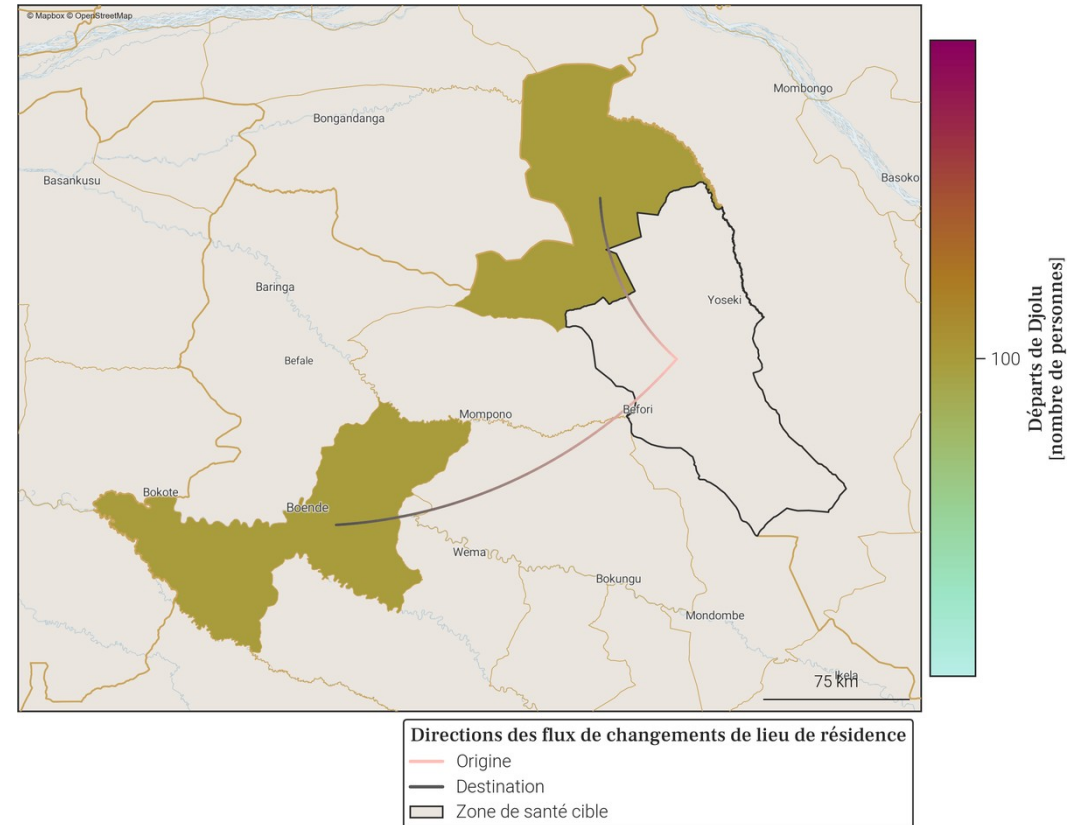 © Mapbox © OpenStreetMap
Mombongo
Bongandanga
Basankusu
Basoko
Baringa
Yoseki
Befale
Befori
Mompono
Bokote
Boende
Wema
Bokungu
Mondombe
Ikela
75 km
100
Départs de Djolu
[nombre de personnes]
Directions des flux de changements de lieu de résidence
Origine
Destination
Zone de santé cible